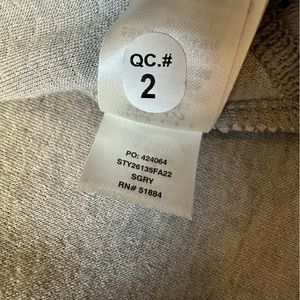 QC.#
2
PO: 424064
STY26135FA22
SGRY
RN# 51884